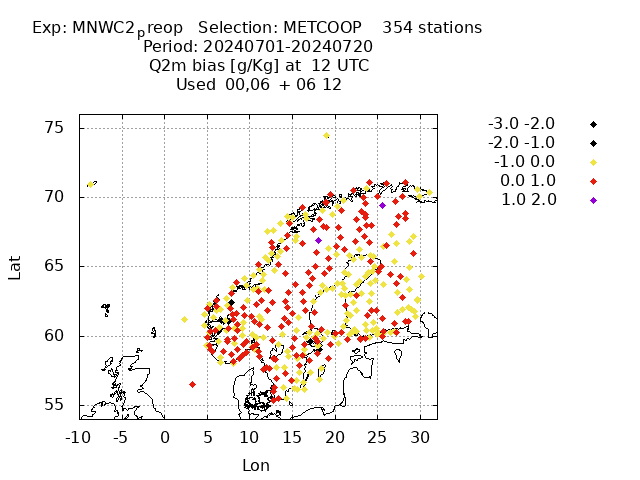 Exp: MNWC2preop Selection: METCOOP 354 stations
Period: 20240701-20240720
Q2m bias [g/Kg] at 12 UTC
Used 00,06 + 06 12
-3.0 -2.0
-2.0 -1.0
-1.0 0.0
0.0 1.0
1.0 2.0
75
70
65
60
55
Lat
-10 -5 0 5 10 15 20 25 30
Lon